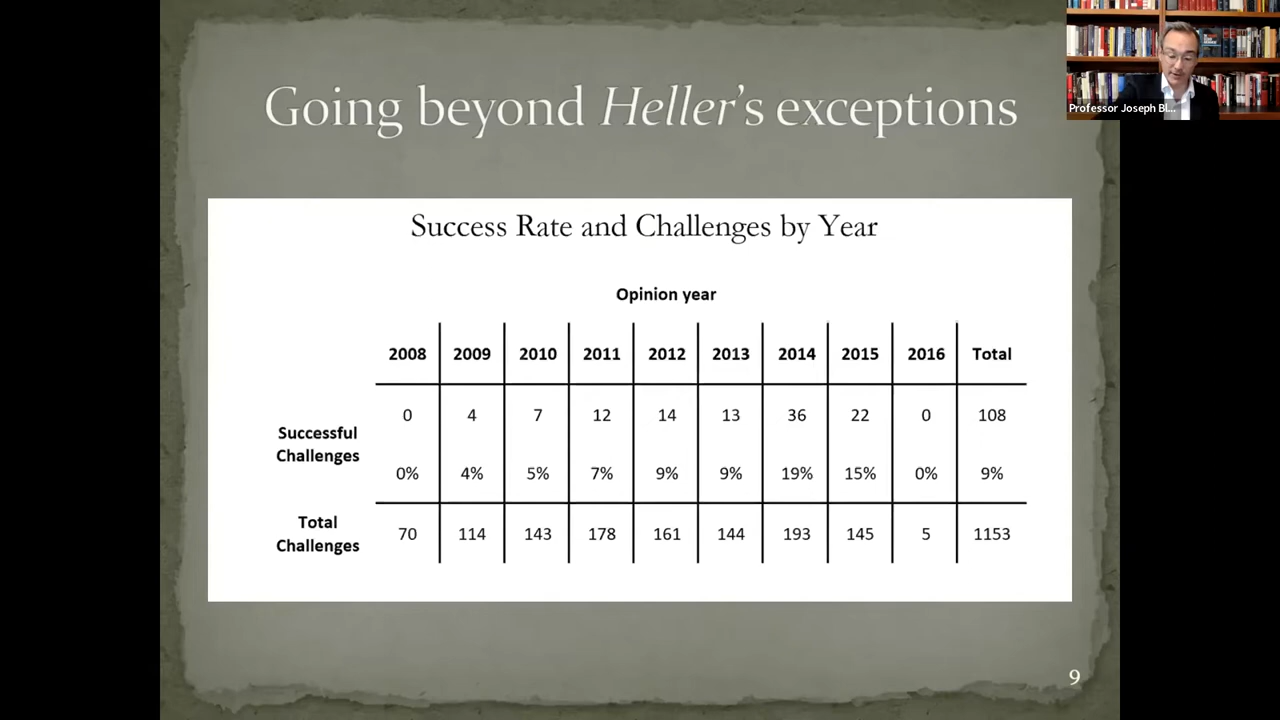 Going beyond Heller's exceptions
Professor Joseph Bl...
Success Rate and Challenges by Year
Opinion year
2008 2009 2010 2011 2012 2013 2014 2015 2016 Total
Successful Challenges
0 4 7 12 14 13 36 22 0 108
0% 4% 5% 7% 9% 9% 19% 15% 0% 9%
Total Challenges
70 114 143 178 161 144 193 145 5 1153
9